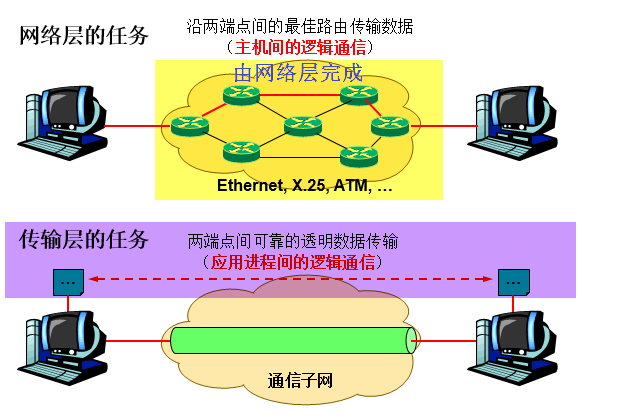 网络层的任务
沿两端点间的最佳路由传输数据
（主机间的逻辑通信）
由网络层完成
Ethernet, X.25, ATM, …
传输层的任务
两端点间可靠的透明数据传输
（应用进程间的逻辑通信）
…
…
通信子网